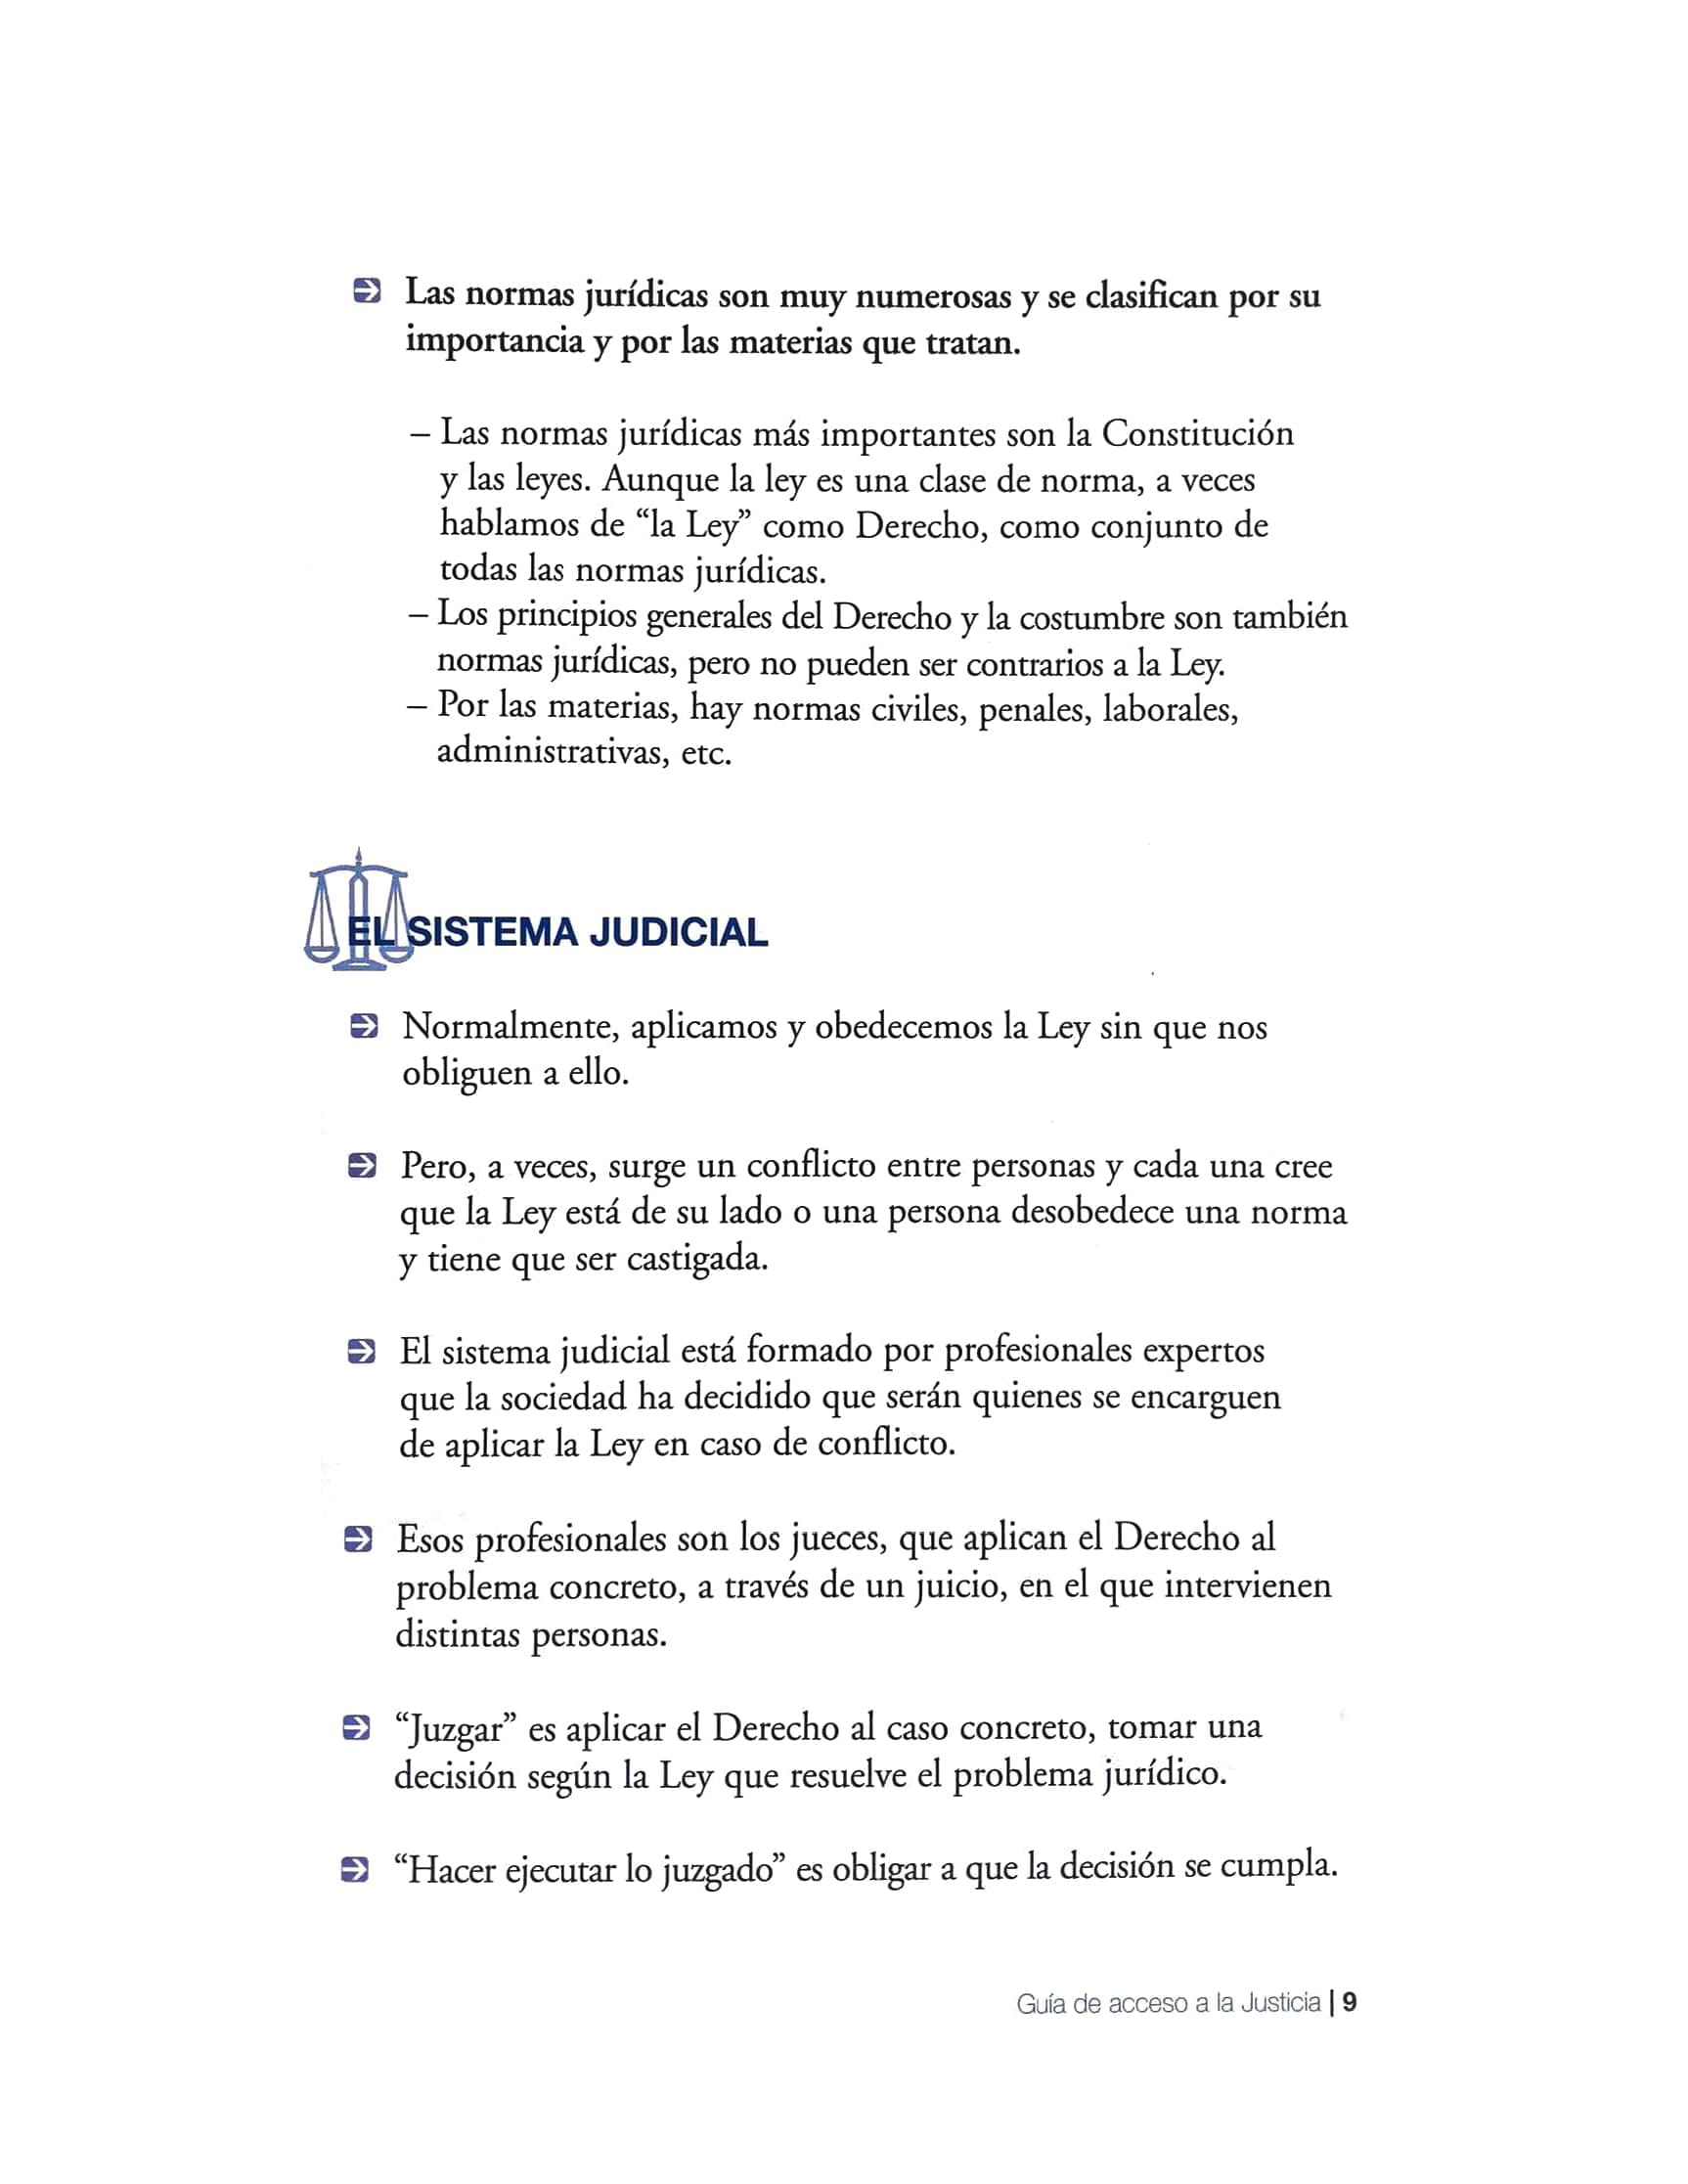 Las normas jurídicas son muy numerosas y se clasifican por su
importancia y por las materias que tratan.
– Las normas jurídicas más importantes son la Constitución
y las leyes. Aunque la ley es una clase de norma, a veces
hablamos de “la Ley” como Derecho, como conjunto de
todas las normas jurídicas.
– Los principios generales del Derecho y la costumbre son también
normas jurídicas, pero no pueden ser contrarios a la Ley.
– Por las materias, hay normas civiles, penales, laborales,
administrativas, etc.
EL SISTEMA JUDICIAL
Normalmente, aplicamos y obedecemos la Ley sin que nos
obliguen a ello.
Pero, a veces, surge un conflicto entre personas y cada una cree
que la Ley está de su lado o una persona desobedece una norma
y tiene que ser castigada.
El sistema judicial está formado por profesionales expertos
que la sociedad ha decidido que serán quienes se encarguen
de aplicar la Ley en caso de conflicto.
Esos profesionales son los jueces, que aplican el Derecho al
problema concreto, a través de un juicio, en el que intervienen
distintas personas.
“Juzgar” es aplicar el Derecho al caso concreto, tomar una
decisión según la Ley que resuelve el problema jurídico.
“Hacer ejecutar lo juzgado” es obligar a que la decisión se cumpla.
Guía de acceso a la Justicia | 9